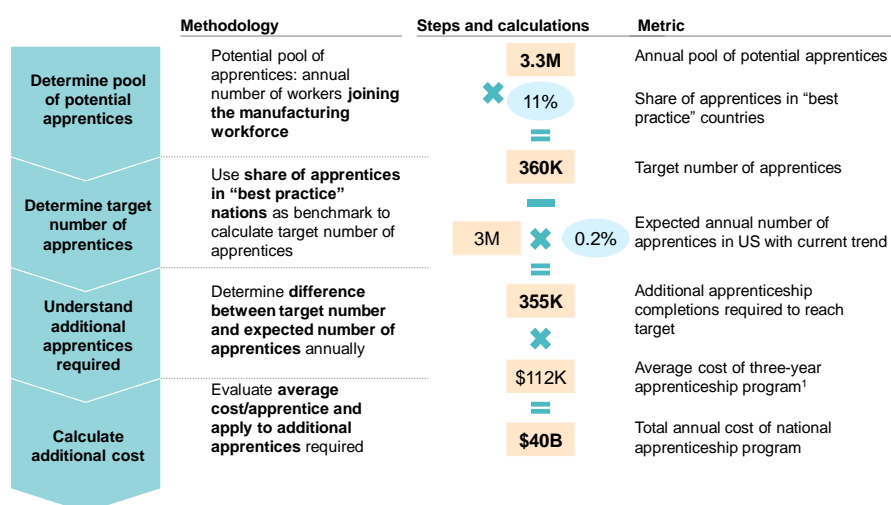 Methodology
Steps and calculations
Metric
Determine pool
of potential
apprentices
Potential pool of
apprentices: annual
number of workers joining
the manufacturing
workforce
3.3M
Annual pool of potential apprentices
11%
Share of apprentices in “best
practice” countries
=
360K
Target number of apprentices
Determine target
number of
apprentices
Use share of apprentices
in “best practice”
nations as benchmark to
calculate target number of
apprentices
3M
0.2%
Expected annual number of
apprentices in US with current trend
=
Understand
additional
apprentices
required
Determine difference
between target number
and expected number of
apprentices annually
355K
Additional apprenticeship
completions required to reach
target
$112K
Average cost of three-year
apprenticeship program1
=
Calculate
additional cost
Evaluate average
cost/apprentice and
apply to additional
apprentices required
$40B
Total annual cost of national
apprenticeship program